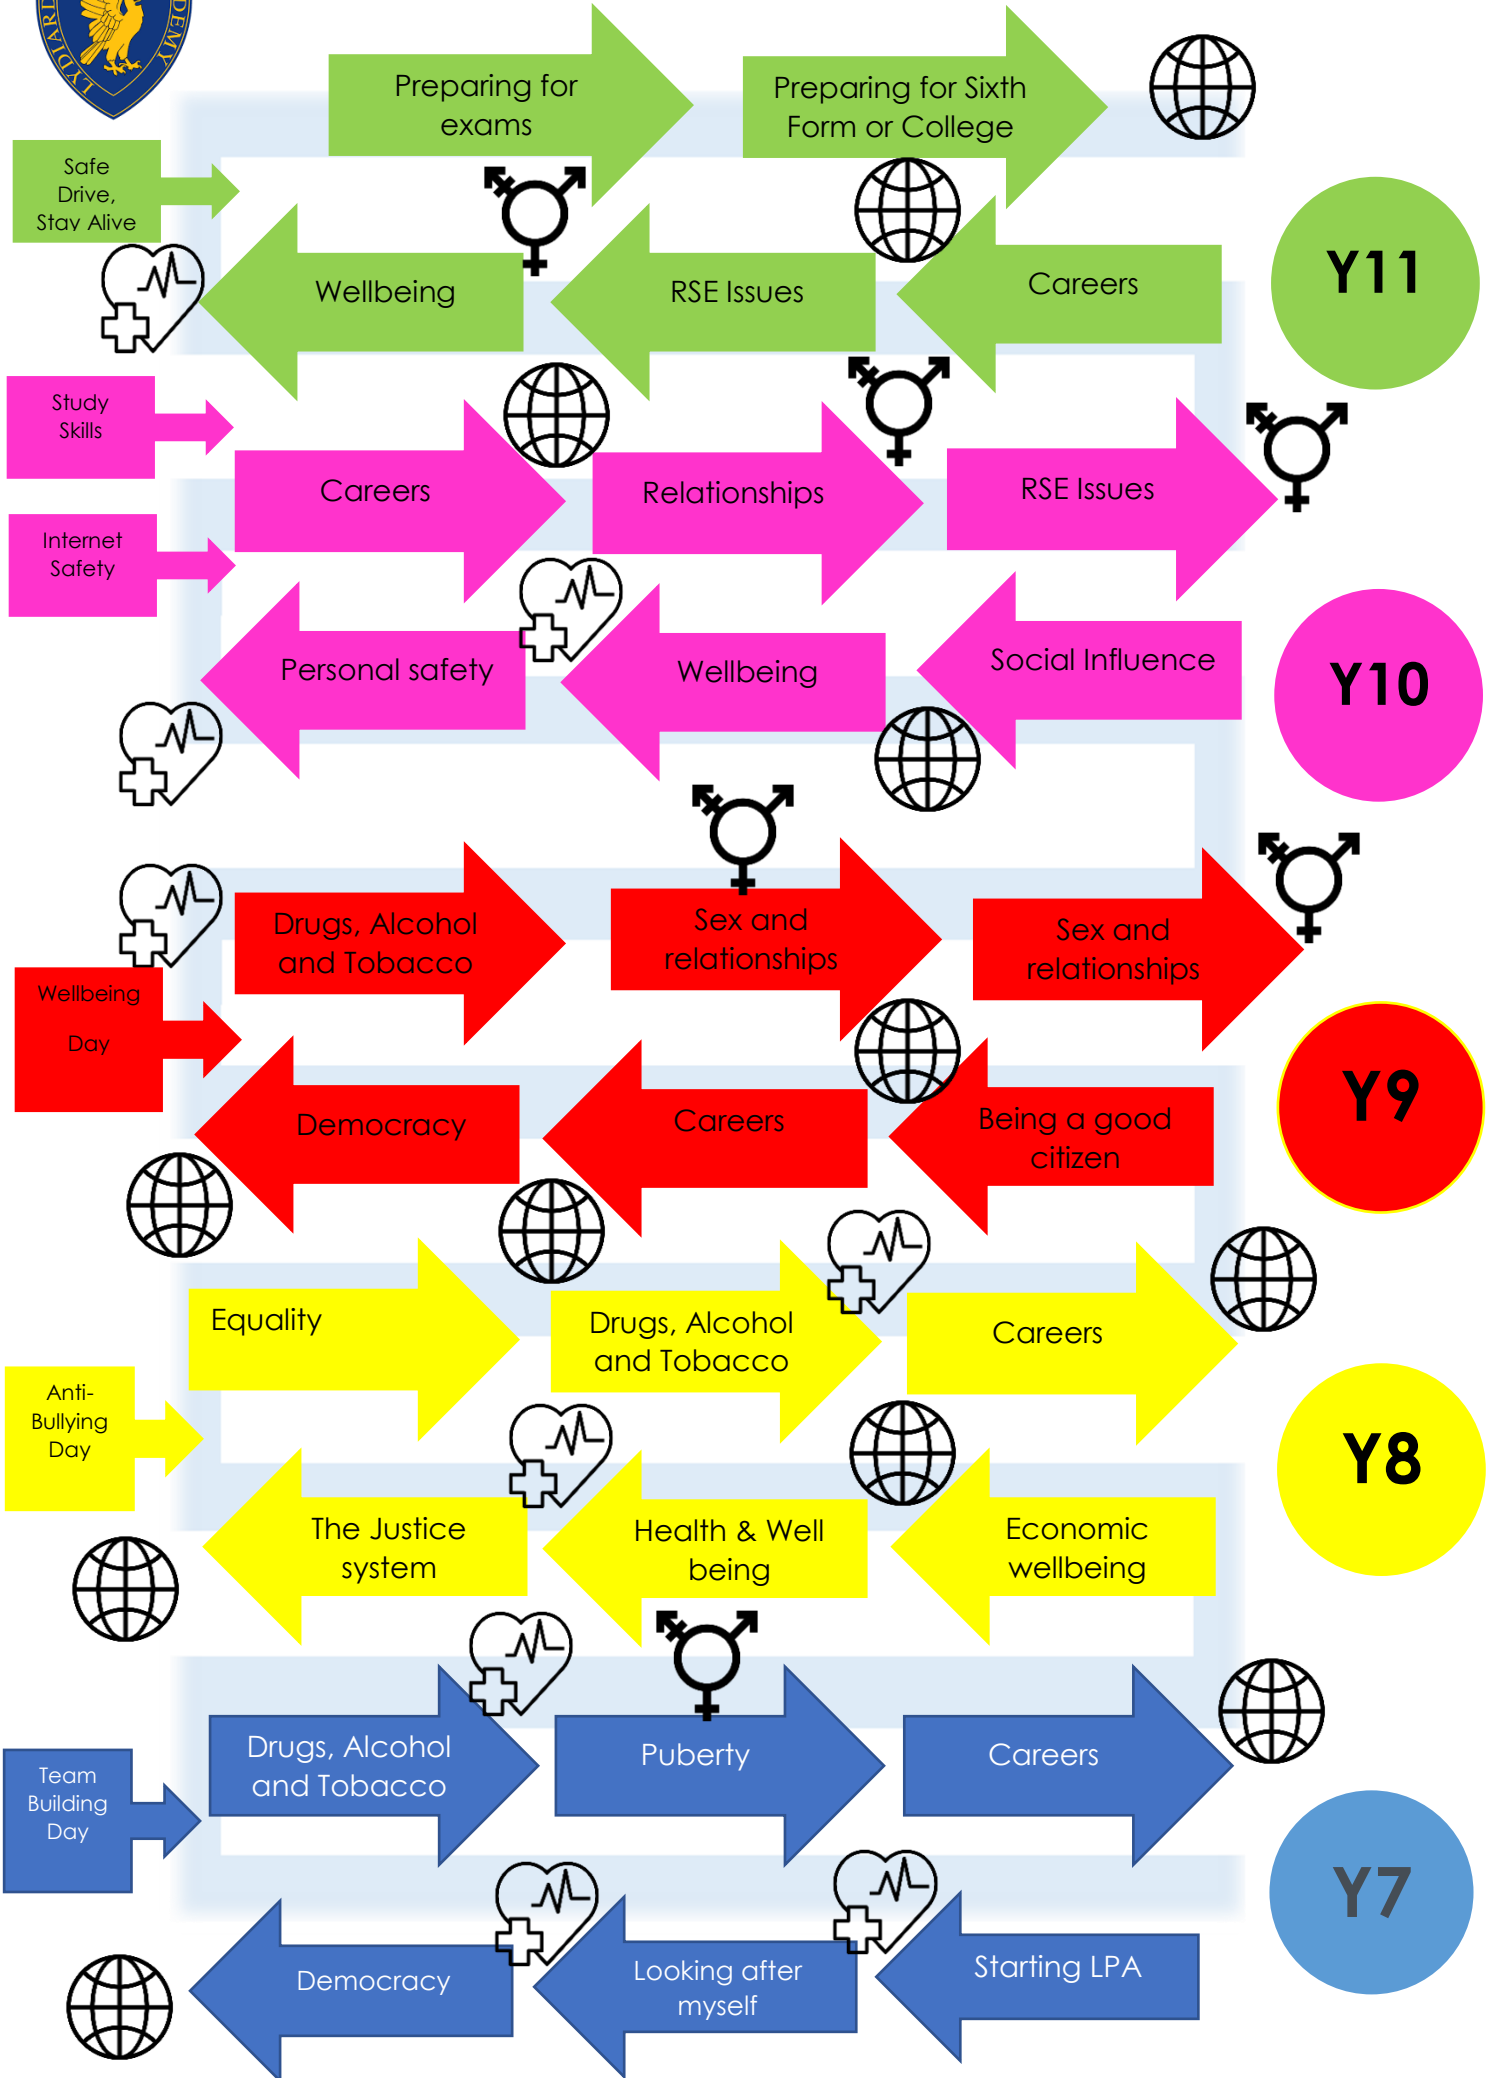 LYDIARD
DEMY
Preparing for
exams
Preparing for Sixth
Form or College
Safe
Drive,
Stay Alive
Wellbeing
RSE Issues
Careers
Y11
Study
Skills
Careers
Relationships
RSE Issues
Internet
Safety
Personal safety
Wellbeing
Social Influence
Y10
Drugs, Alcohol
and Tobacco
Sex and
relationships
Sex and
relationships
Wellbeing
Day
Democracy
Careers
Being a good
citizen
Y9
Equality
Drugs, Alcohol
and Tobacco
Careers
Anti-
Bullying
Day
The Justice
system
Health & Well
being
Economic
wellbeing
Y8
Drugs, Alcohol
and Tobacco
Puberty
Careers
Team
Building
Day
Democracy
Looking after
myself
Starting LPA
Y7